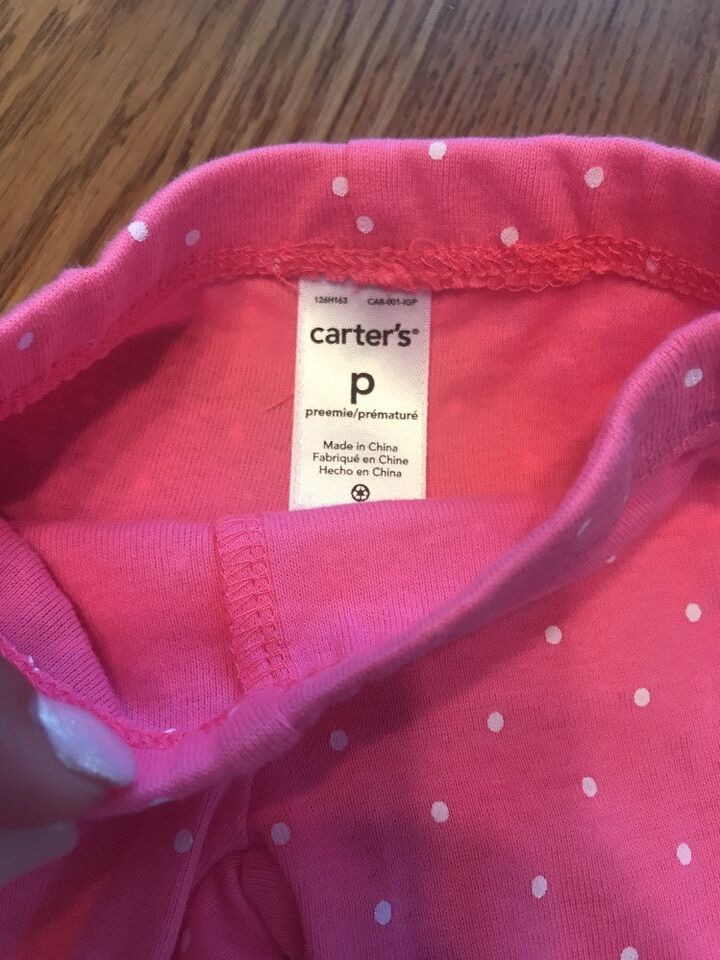 126H163 CAR-001-IGP
carter's®
p
preemie/prématuré
Made in China
Fabriqué en Chine
Hecho en China